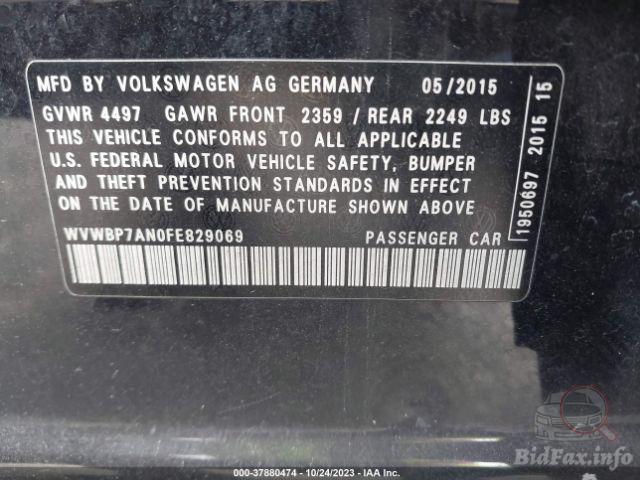 MFD BY VOLKSWAGEN AG GERMANY 05/2015
GVWR 4497 GAWR FRONT 2359 / REAR 2249 LBS
THIS VEHICLE CONFORMS TO ALL APPLICABLE
U.S. FEDERAL MOTOR VEHICLE SAFETY, BUMPER
AND THEFT PREVENTION STANDARDS IN EFFECT
ON THE DATE OF MANUFACTURE SHOWN ABOVE
WVWBP7AN0FE829069 PASSENGER CAR
1950697 2015 15
BidFax.info
000-37880474 - 10/24/2023 - IAA Inc.